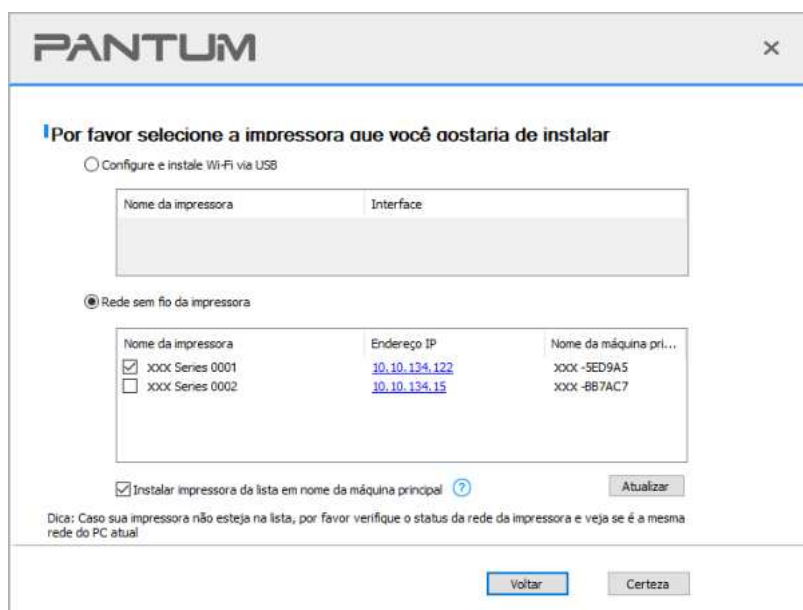 PANTUM
Por favor selecione a impressora que você gostaria de instalar
Configure e instale Wi-Fi via USB
Nome da impressora Interface
Rede sem fio da impressora
Nome da impressora Endereço IP Nome da máquina pri...
XXX Series 0001 10.10.134.122 XXX -5ED9A5
XXX Series 0002 10.10.134.15 XXX -BB7AC7
Instalar impressora da lista em nome da máquina principal ? Atualizar
Dica: Caso sua impressora não esteja na lista, por favor verifique o status da rede da impressora e veja se é a mesma
rede do PC atual
Voltar Certeza